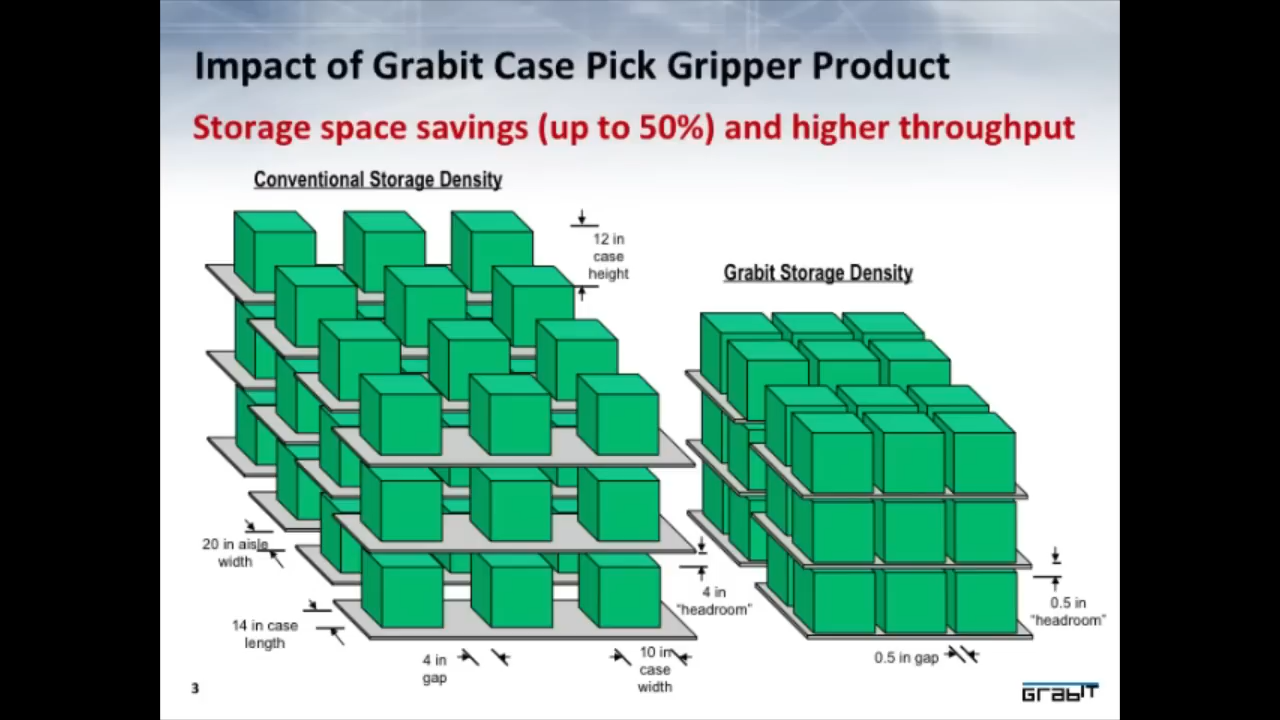 Impact of Grabit Case Pick Gripper Product
Storage space savings (up to 50%) and higher throughput
Conventional Storage Density
12 in
case
height
Grabit Storage Density
20 in aisle
width
14 in case
length
4 in
gap
10 in
case
width
4 in
"headroom"
0.5 in
"headroom"
0.5 in gap
3
GrabIT